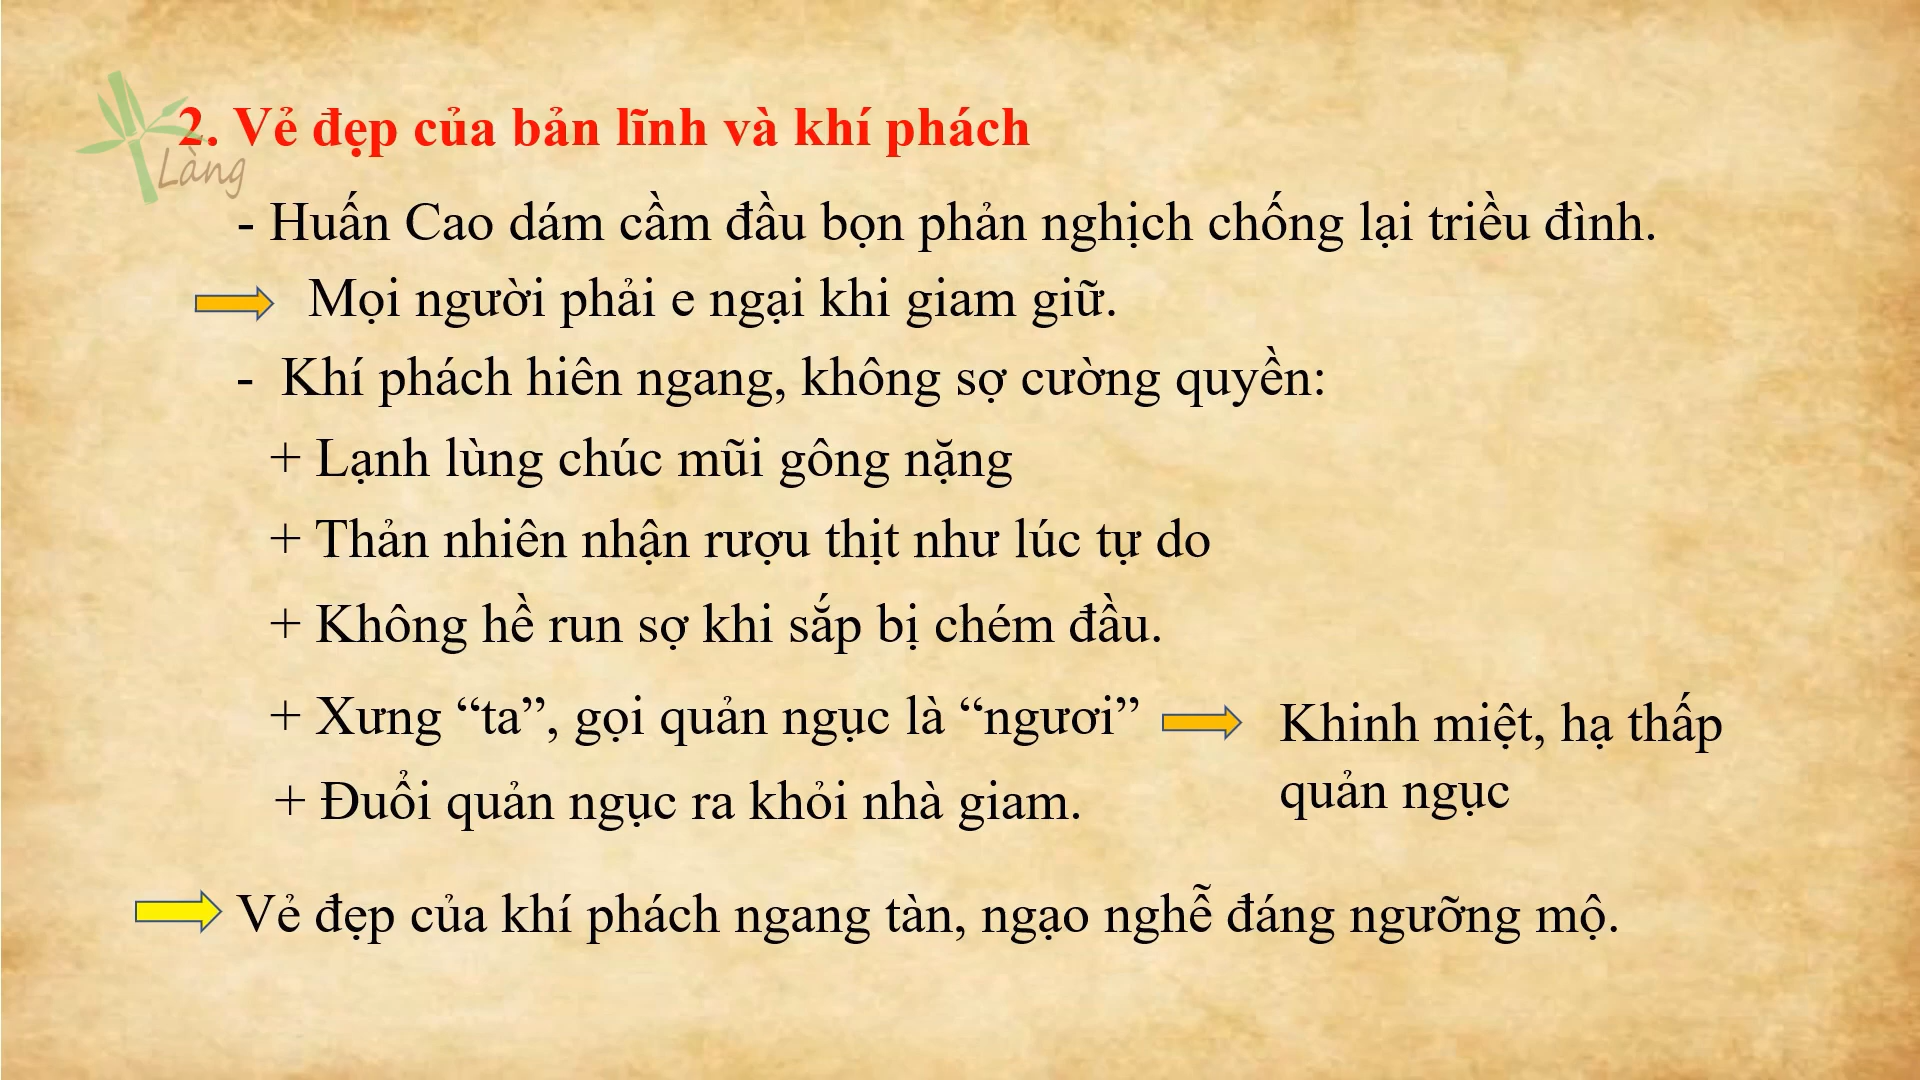 2. Vẻ đẹp của bản lĩnh và khí phách
Làng
- Huấn Cao dám cầm đầu bọn phản nghịch chống lại triều đình.
Mọi người phải e ngại khi giam giữ.
- Khí phách hiên ngang, không sợ cường quyền:
+ Lạnh lùng chúc mũi gông nặng
+ Thản nhiên nhận rượu thịt như lúc tự do
+ Không hề run sợ khi sắp bị chém đầu.
+ Xưng “ta”, gọi quản ngục là “ngươi”
Khinh miệt, hạ thấp
quản ngục
+ Đuổi quản ngục ra khỏi nhà giam.
Vẻ đẹp của khí phách ngang tàn, ngạo nghễ đáng ngưỡng mộ.